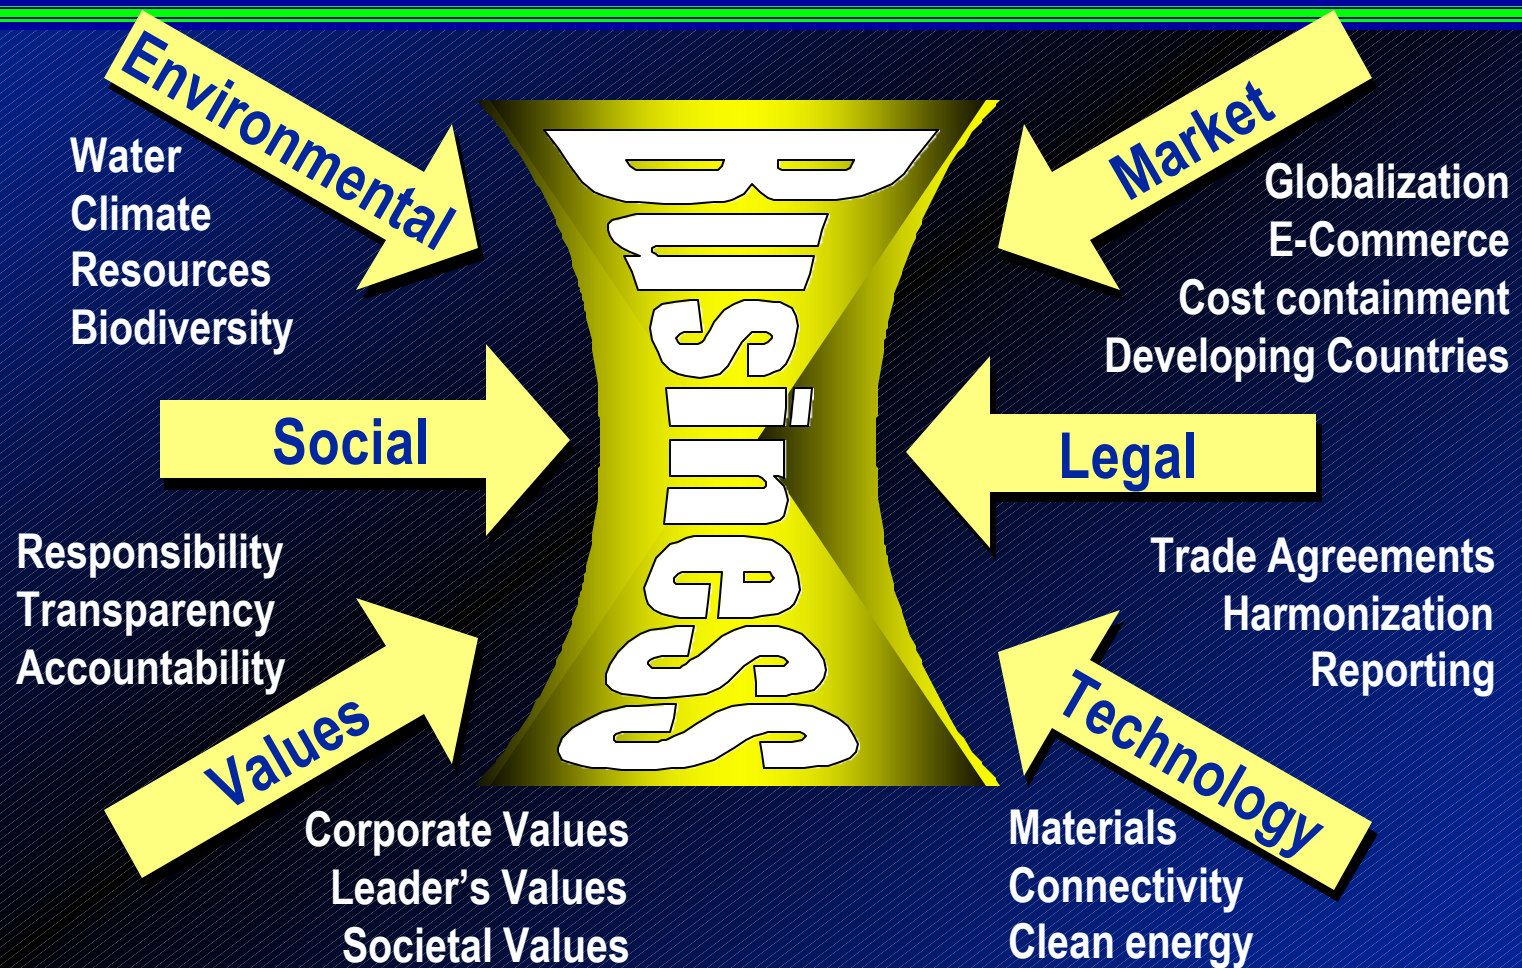 Environmental
Water
Climate
Resources
Biodiversity
Social
Responsibility
Transparency
Accountability
Values
Corporate Values
Leader’s Values
Societal Values
Business
Market
Globalization
E-Commerce
Cost containment
Developing Countries
Legal
Trade Agreements
Harmonization
Reporting
Technology
Materials
Connectivity
Clean energy